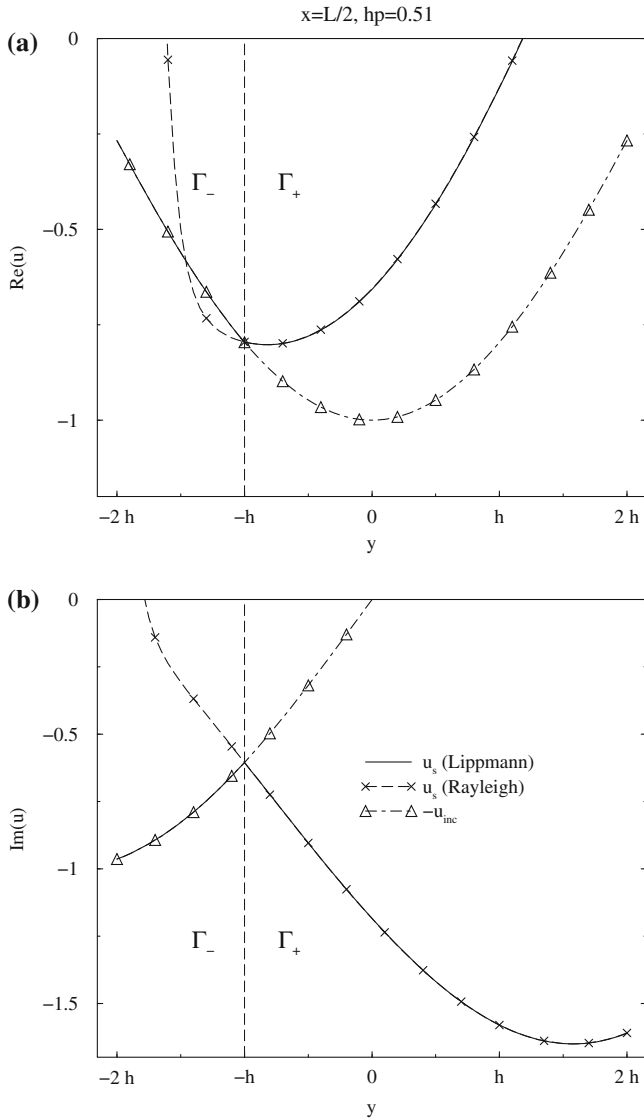 x=L/2, hp=0.51
(a)
0
−0.5
−1
Re(u)
Γ₋ Γ₊
−2 h −h 0 h 2 h
y
(b)
0
−0.5
−1
−1.5
Im(u)
u_s (Lippmann)
u_s (Rayleigh)
−u_inc
Γ₋ Γ₊
−2 h −h 0 h 2 h
y